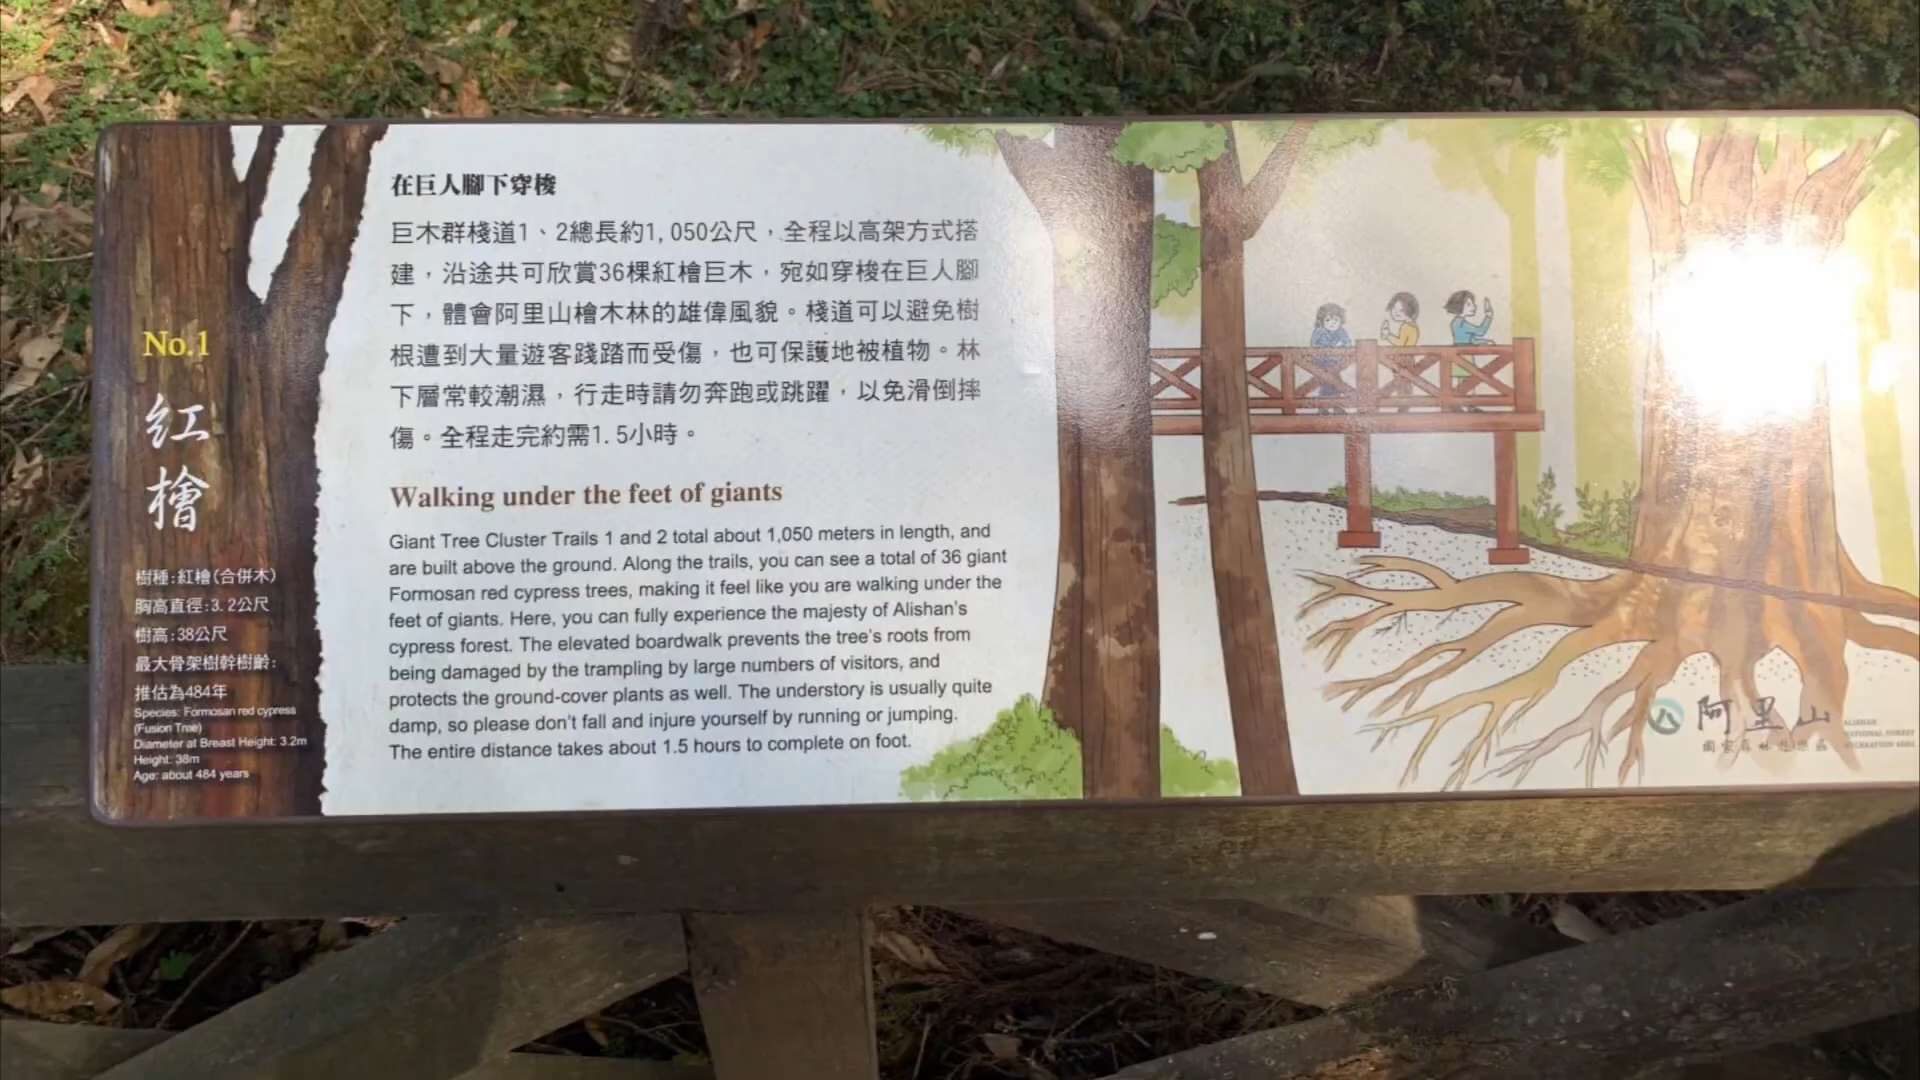 No.1
紅
檜
樹種:紅檜(合併木)
胸高直徑:3.2公尺
樹高:38公尺
最大骨架樹幹樹齡:
推估為484年
Species: Formosan red cypress
(Fusion Tree)
Diameter at Breast Height: 3.2m
Height: 38m
Age: about 484 years
在巨人腳下穿梭
巨木群棧道1、2總長約1,050公尺，全程以高架方式搭
建，沿途共可欣賞36棵紅檜巨木，宛如穿梭在巨人腳
下，體會阿里山檜木林的雄偉風貌。棧道可以避免樹
根遭到大量遊客踐踏而受傷，也可保護地被植物。林
下層常較潮濕，行走時請勿奔跑或跳躍，以免滑倒摔
傷。全程走完約需1.5小時。
Walking under the feet of giants
Giant Tree Cluster Trails 1 and 2 total about 1,050 meters in length, and
are built above the ground. Along the trails, you can see a total of 36 giant
Formosan red cypress trees, making it feel like you are walking under the
feet of giants. Here, you can fully experience the majesty of Alishan's
cypress forest. The elevated boardwalk prevents the tree's roots from
being damaged by the trampling by large numbers of visitors, and
protects the ground-cover plants as well. The understory is usually quite
damp, so please don't fall and injure yourself by running or jumping.
The entire distance takes about 1.5 hours to complete on foot.
阿里山
國家森林遊樂區
ALISHAN
NATIONAL FOREST
RECREATION AREA